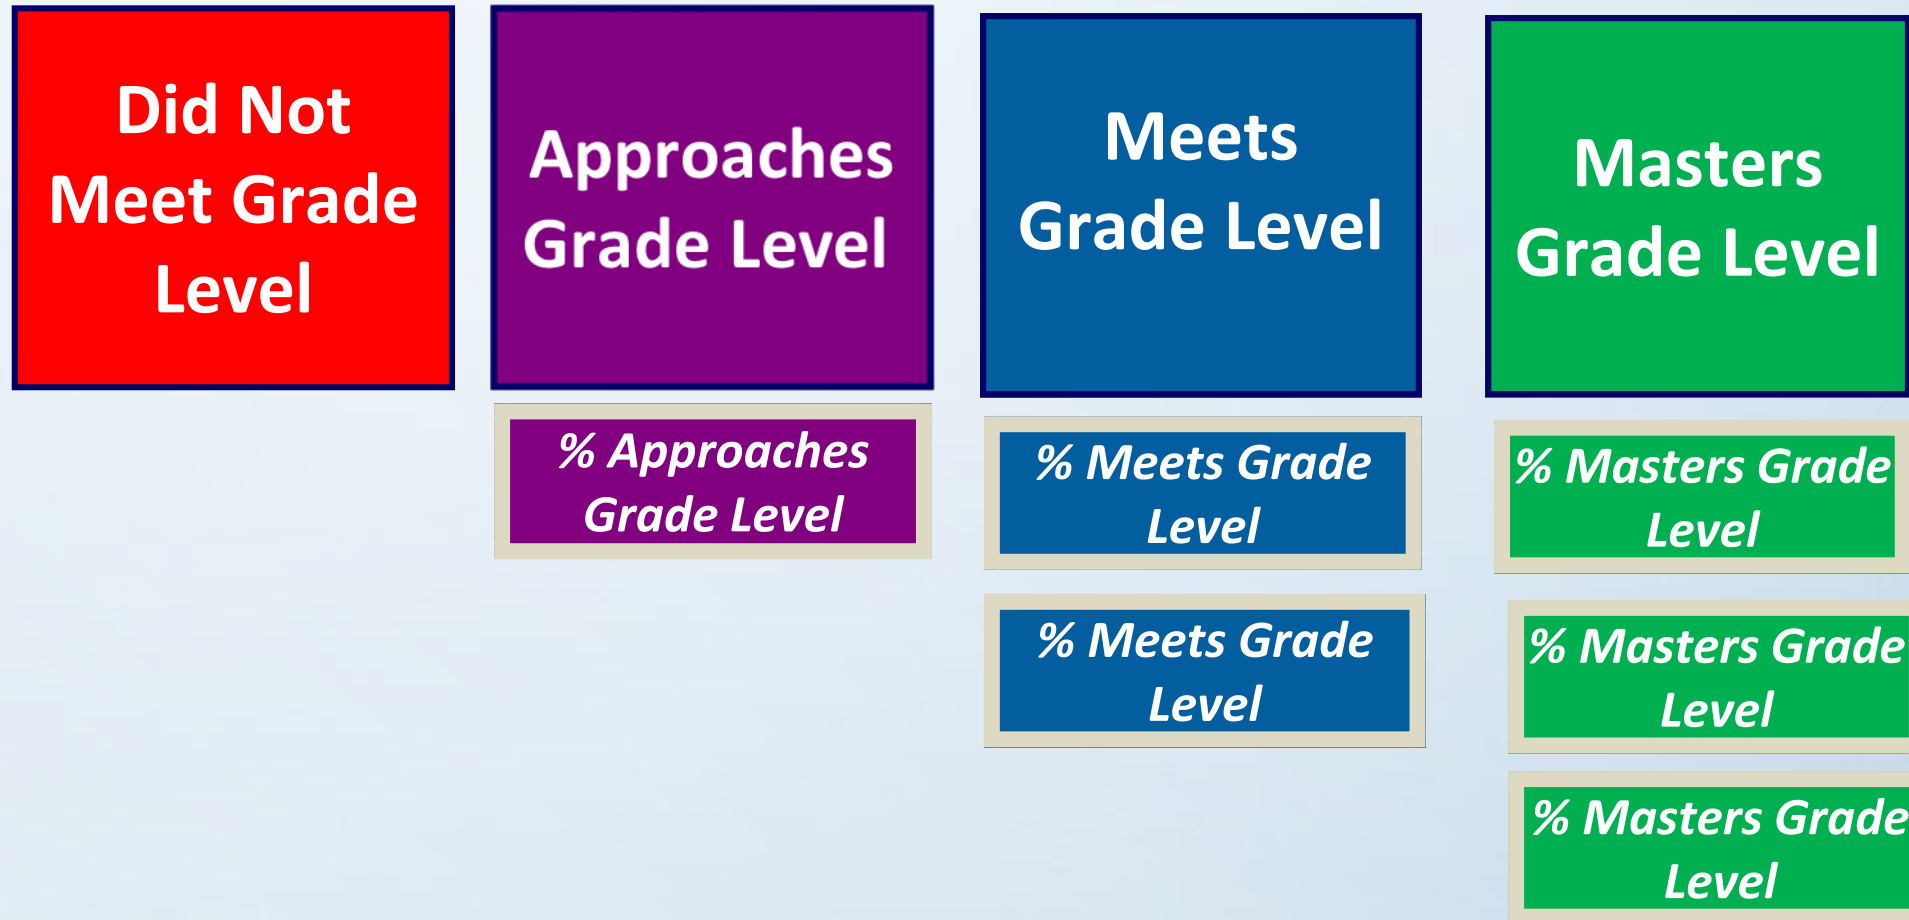 Did Not
Meet Grade
Level
Approaches
Grade Level
Meets
Grade Level
Masters
Grade Level
% Approaches
Grade Level
% Meets Grade
Level
% Masters Grade
Level
% Meets Grade
Level
% Masters Grade
Level
% Masters Grade
Level